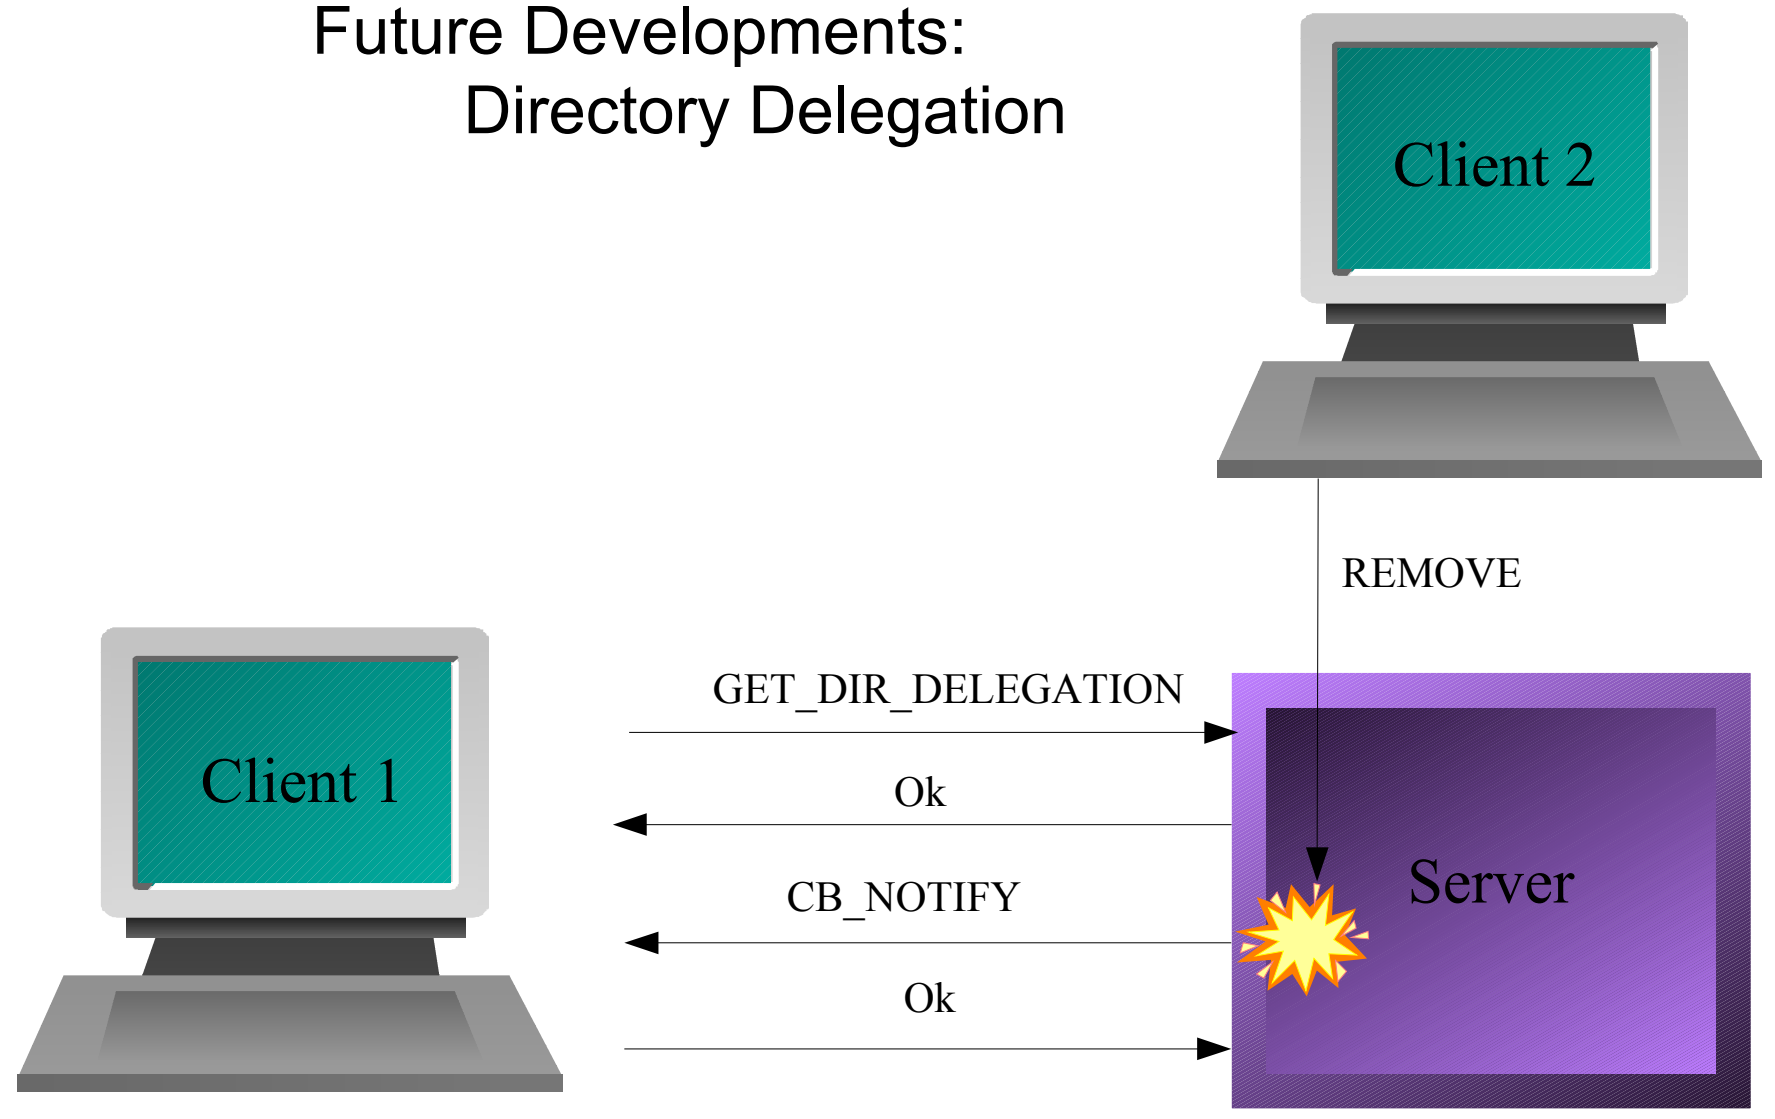 Future Developments:
Directory Delegation
Client 2
REMOVE
GET_DIR_DELEGATION
Client 1
Ok
Server
CB_NOTIFY
Ok